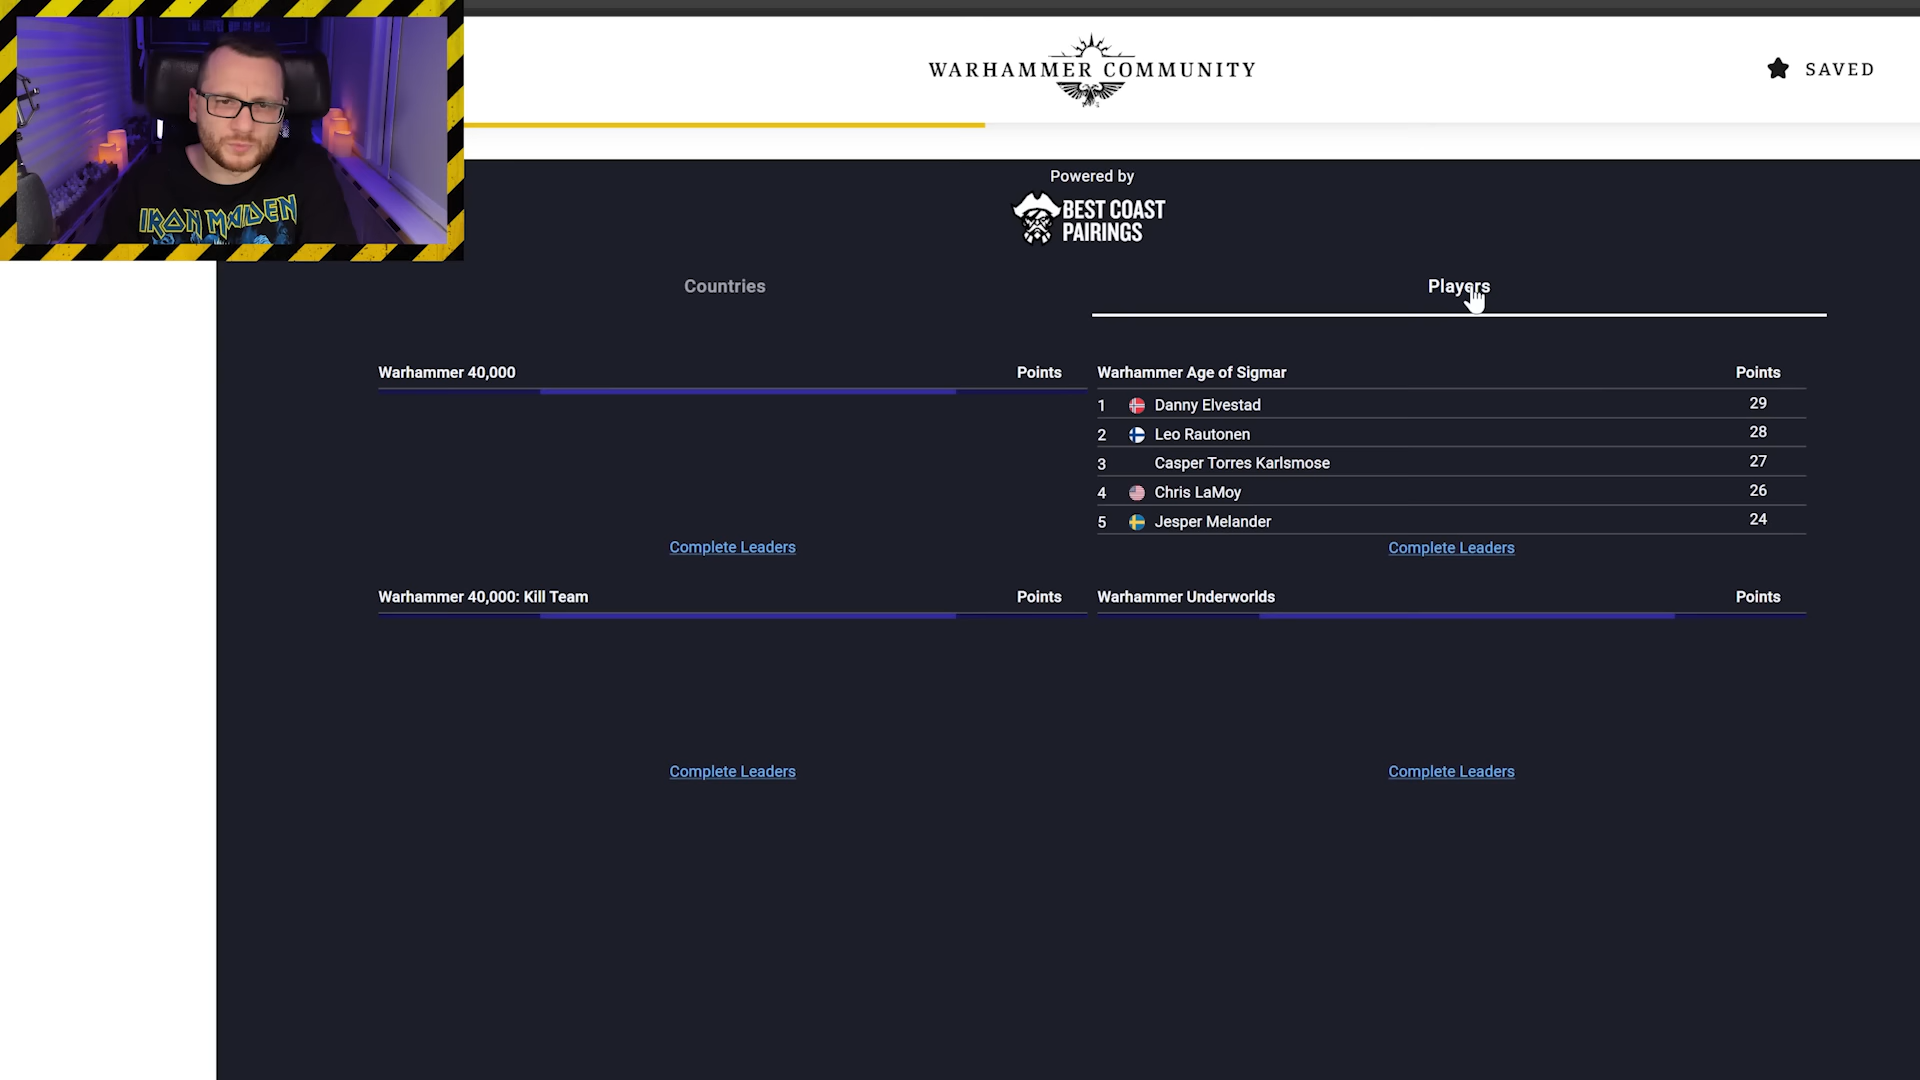 IRON MAIDEN
WARHAMMER COMMUNITY
SAVED
Powered by
BEST COAST
PAIRINGS
Countries
Players
Warhammer 40,000 Points
Complete Leaders
Warhammer Age of Sigmar Points
1 Danny Elvestad 29
2 Leo Rautonen 28
3 Casper Torres Karlsmose 27
4 Chris LaMoy 26
5 Jesper Melander 24
Complete Leaders
Warhammer 40,000: Kill Team Points
Complete Leaders
Warhammer Underworlds Points
Complete Leaders